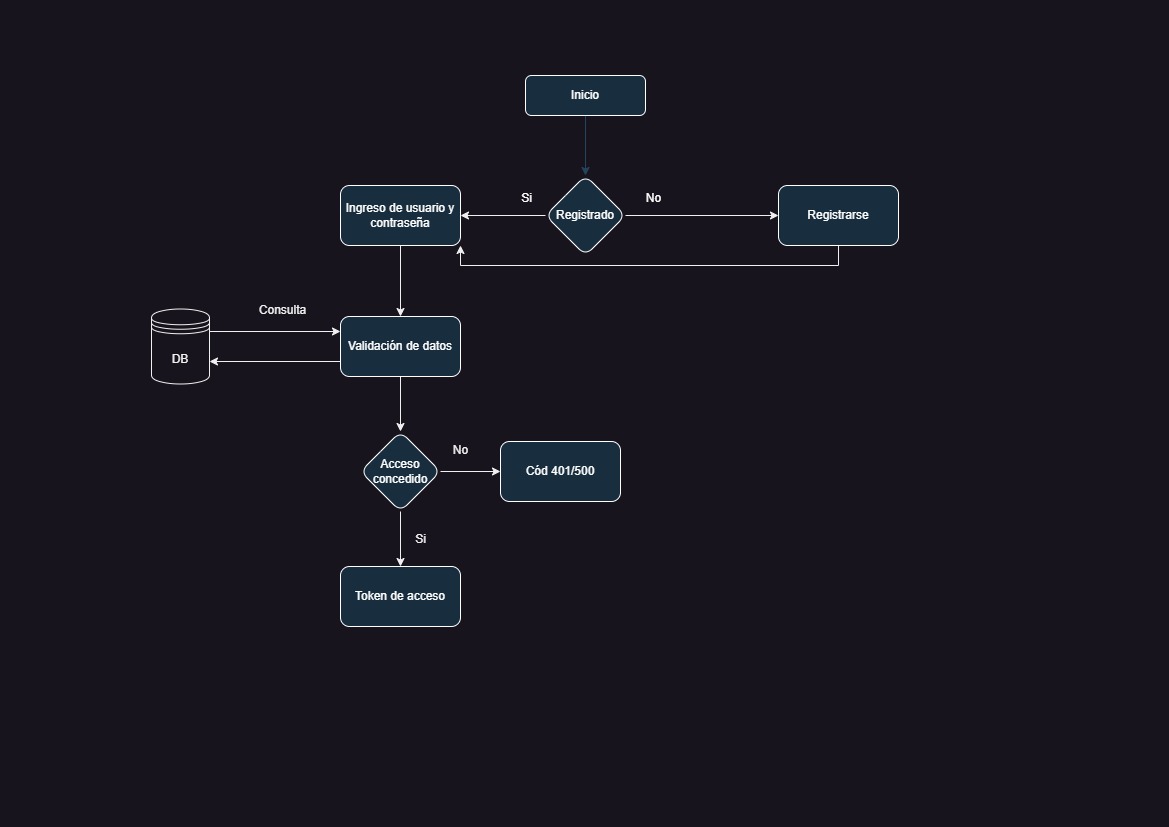 Inicio
Ingreso de usuario y
contraseña
Si
Registrado
No
Registrarse
Consulta
DB
Validación de datos
Acceso
concedido
No
Cód 401/500
Si
Token de acceso